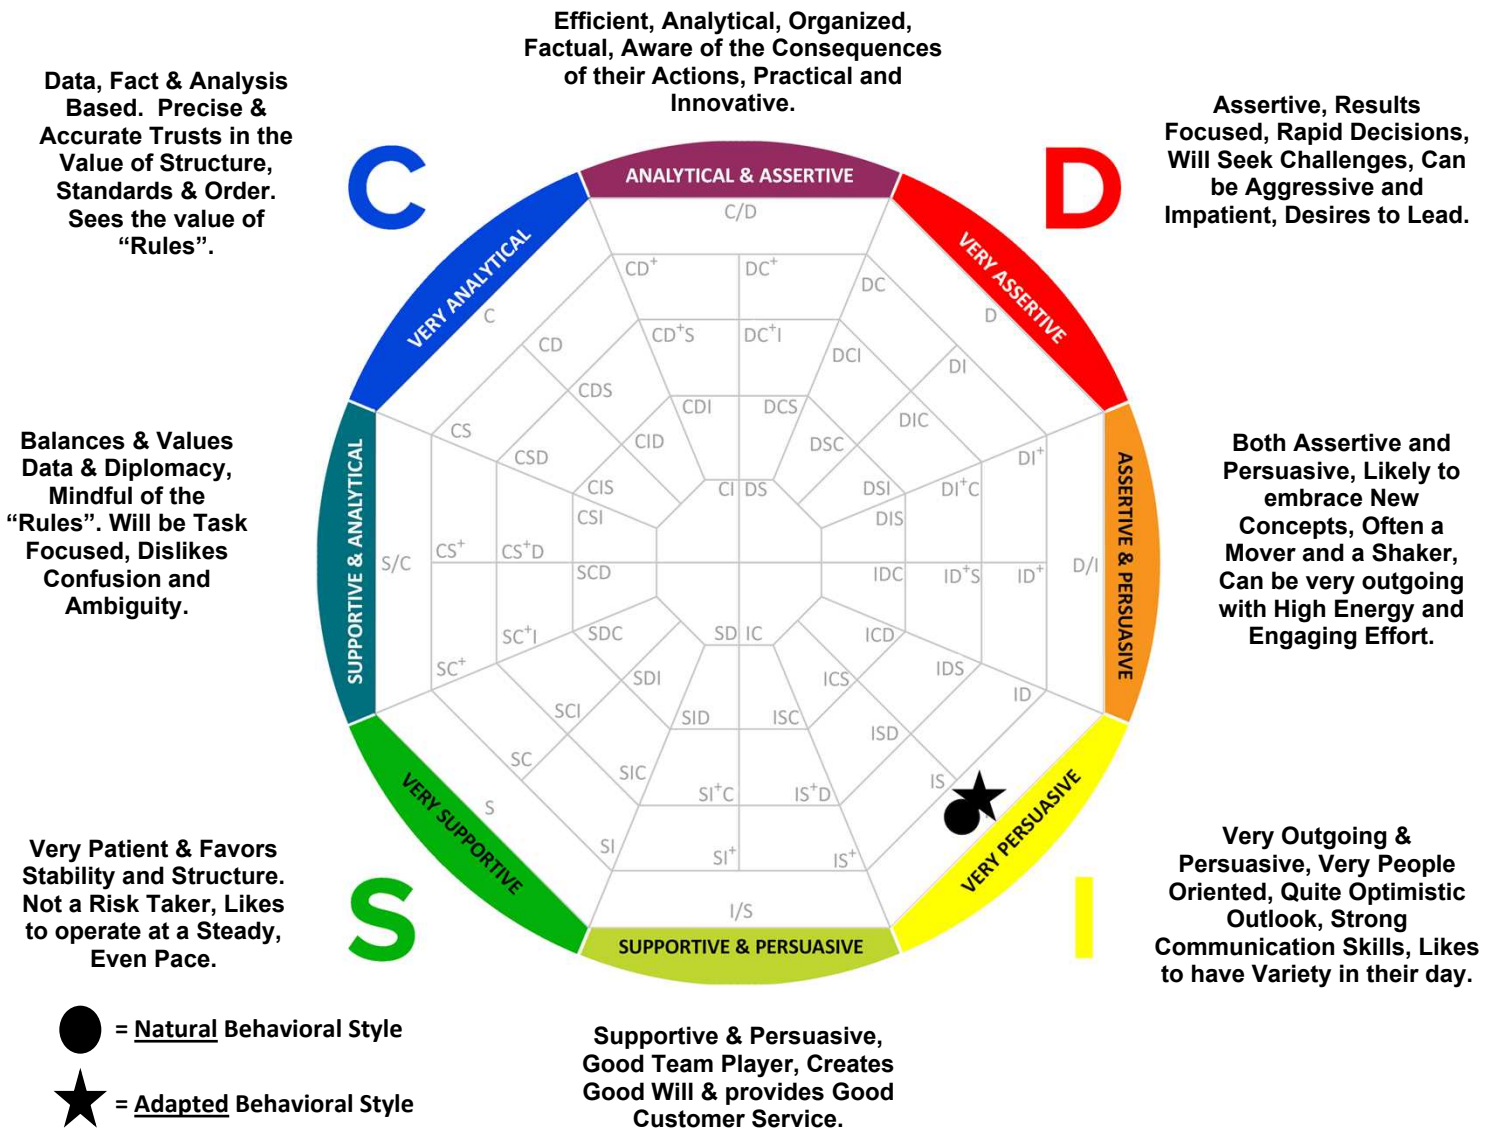 Efficient, Analytical, Organized,
Factual, Aware of the Consequences
of their Actions, Practical and
Innovative.
Data, Fact & Analysis
Based.  Precise &
Accurate Trusts in the
Value of Structure,
Standards & Order.
Sees the value of
“Rules”.
Assertive, Results
Focused, Rapid Decisions,
Will Seek Challenges, Can
be Aggressive and
Impatient, Desires to Lead.
C
D
ANALYTICAL & ASSERTIVE
VERY ANALYTICAL
VERY ASSERTIVE
C/D
CD+ DC+
DC
C
D
CD
CD+S DC+I
DCI
DI
CDS
CDI DCS
DIC
CS
CID
DSC
CSD
DI+
CIS
CI DS
DSI
DI+C
CSI
DIS
Balances & Values
Data & Diplomacy,
Mindful of the
“Rules”. Will be Task
Focused, Dislikes
Confusion and
Ambiguity.
SUPPORTIVE & ANALYTICAL
S/C
CS+
CS+D
SCD
IDC
ID+S
ID+
D/I
ASSERTIVE & PERSUASIVE
Both Assertive and
Persuasive, Likely to
embrace New
Concepts, Often a
Mover and a Shaker,
Can be very outgoing
with High Energy and
Engaging Effort.
SC+I
SDC
SD IC
ICD
SC+
SDI
ICS
IDS
ID
SCI
SID
ISC
ISD
SC
SIC
SI+C
IS+D
IS
S
SI
SI+
IS+
I/S
VERY SUPPORTIVE
VERY PERSUASIVE
SUPPORTIVE & PERSUASIVE
S
I
Very Patient & Favors
Stability and Structure.
Not a Risk Taker, Likes
to operate at a Steady,
Even Pace.
Very Outgoing &
Persuasive, Very People
Oriented, Quite Optimistic
Outlook, Strong
Communication Skills, Likes
to have Variety in their day.
= Natural Behavioral Style
= Adapted Behavioral Style
Supportive & Persuasive,
Good Team Player, Creates
Good Will & provides Good
Customer Service.